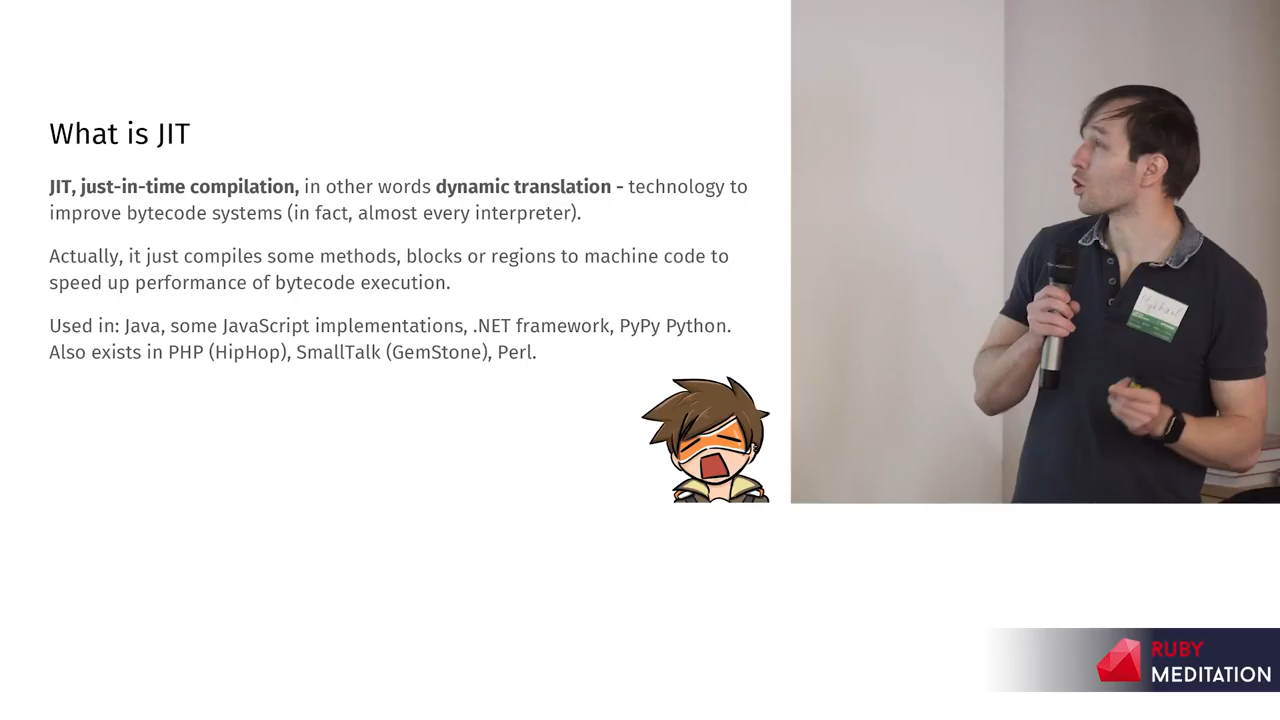 What is JIT
JIT, just-in-time compilation, in other words dynamic translation - technology to
improve bytecode systems (in fact, almost every interpreter).
Actually, it just compiles some methods, blocks or regions to machine code to
speed up performance of bytecode execution.
Used in: Java, some JavaScript implementations, .NET framework, PyPy Python.
Also exists in PHP (HipHop), SmallTalk (GemStone), Perl.
RUBY
MEDITATION